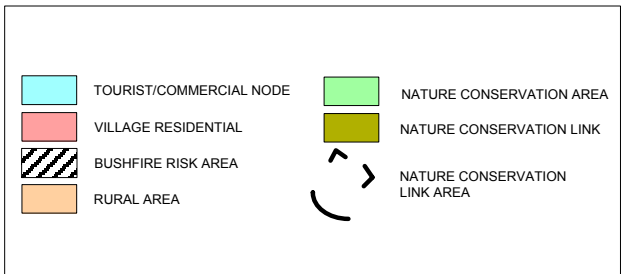 TOURIST/COMMERCIAL NODE
VILLAGE RESIDENTIAL
BUSHFIRE RISK AREA
RURAL AREA
NATURE CONSERVATION AREA
NATURE CONSERVATION LINK
NATURE CONSERVATION
LINK AREA